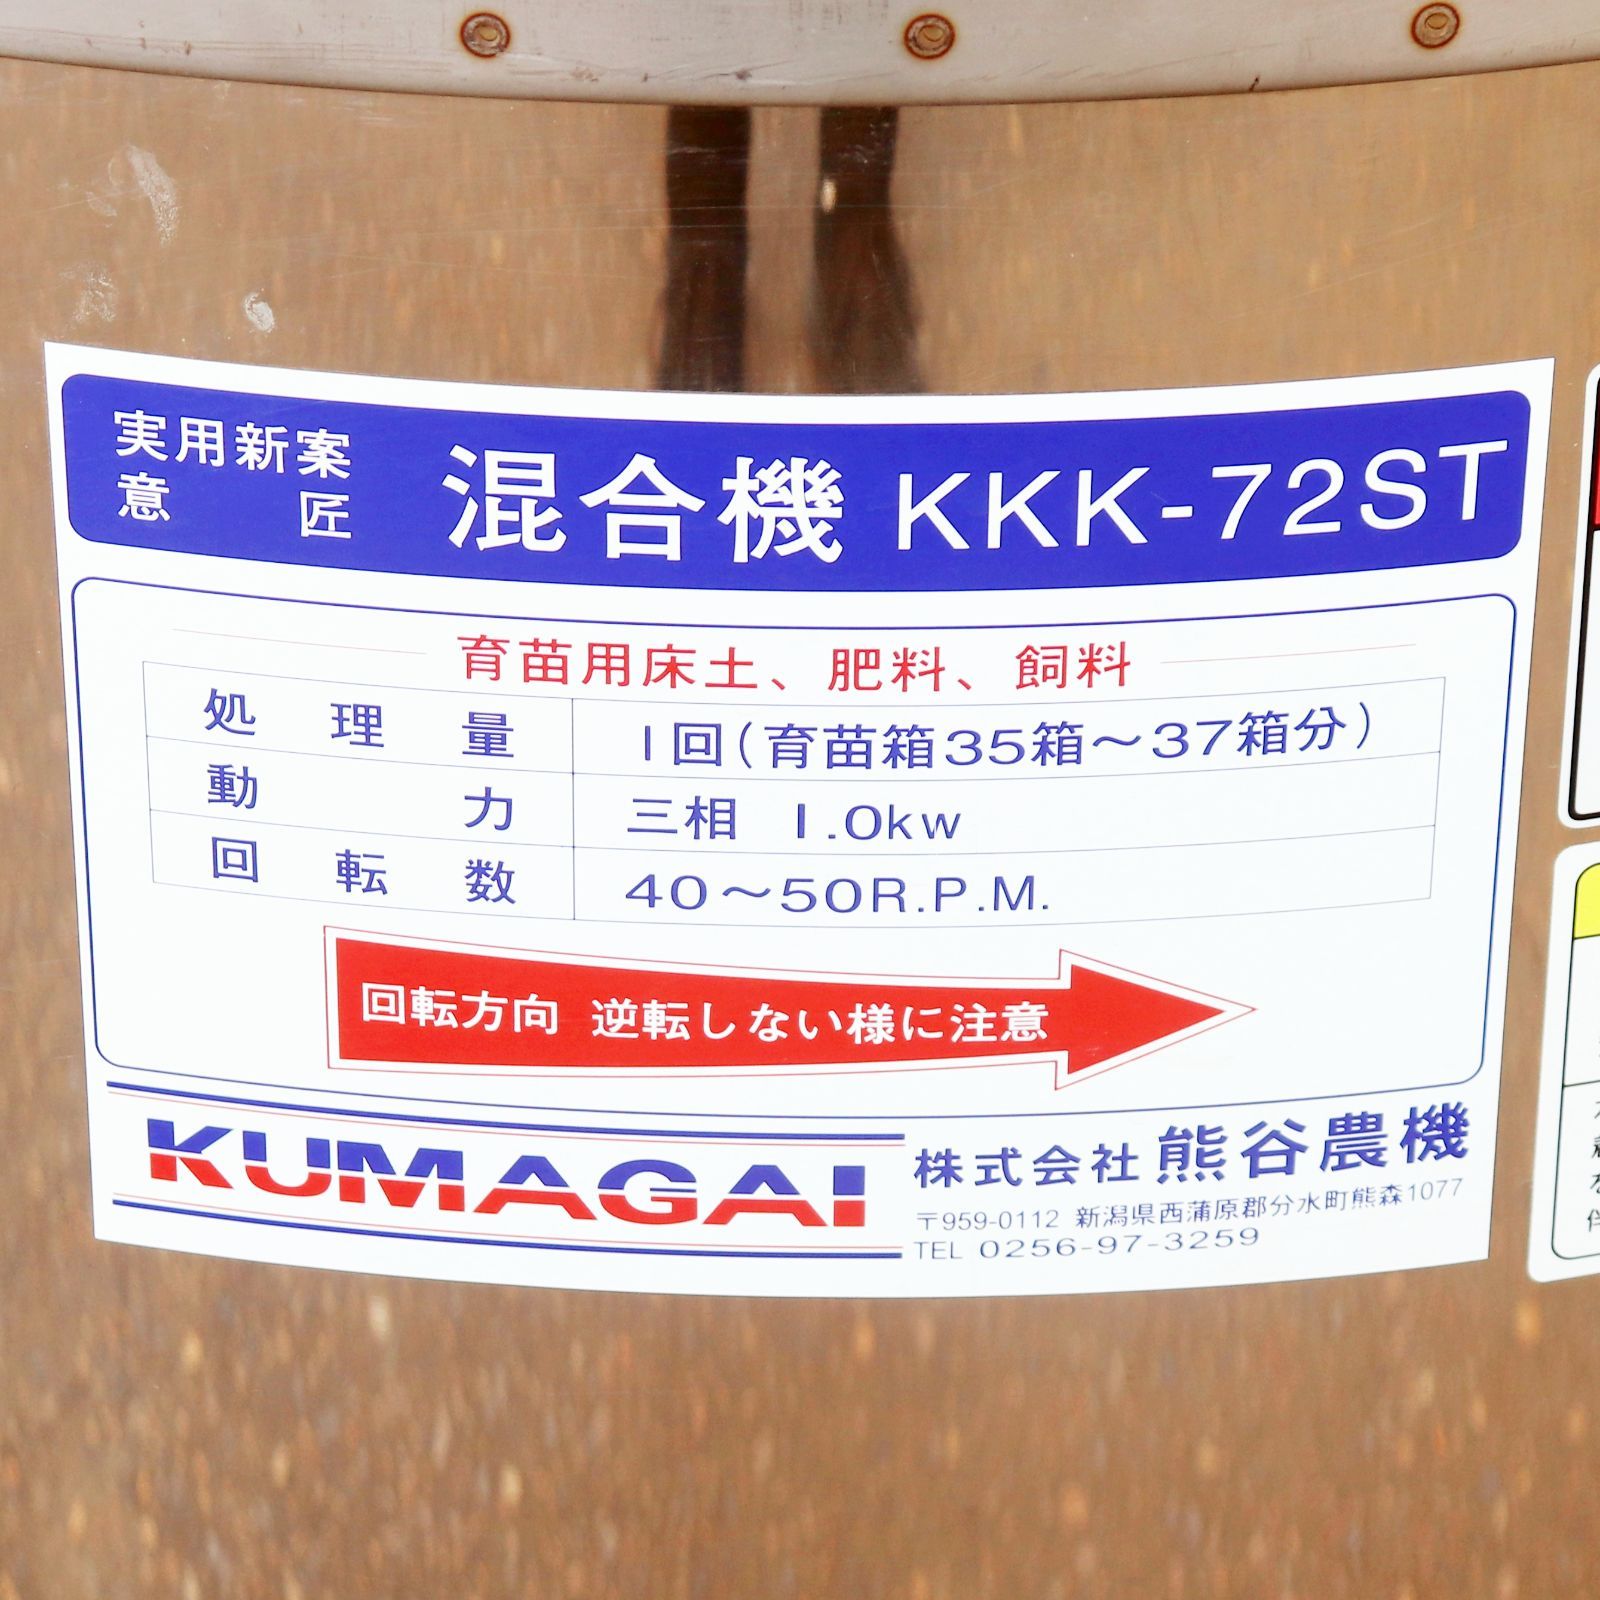 実用新案
意匠
混合機 KKK-72ST
育苗用床土、肥料、飼料
処理量 1回(育苗箱35箱～37箱分)
動力 三相 1.0kw
回転数 40～50R.P.M.
回転方向 逆転しない様に注意
KUMAGAI
株式会社 熊谷農機
〒959-0112 新潟県西蒲原郡分水町熊森1077
TEL 0256-97-3259